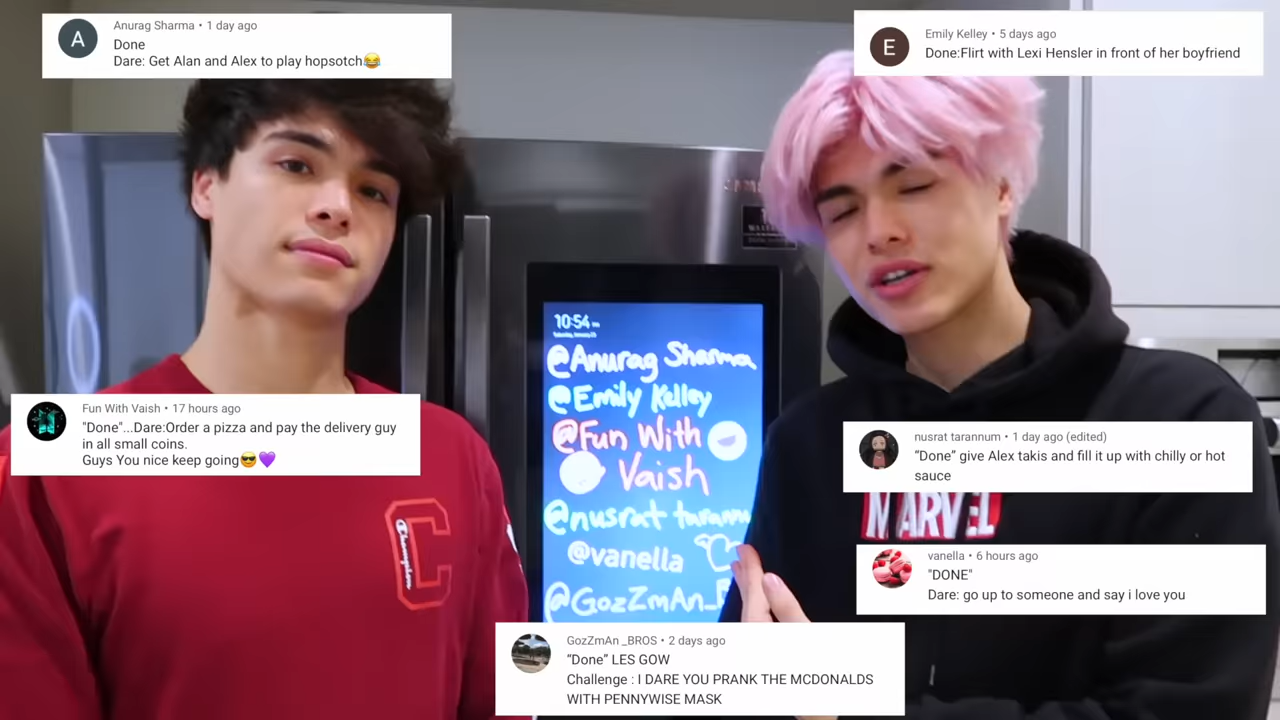 Anurag Sharma • 1 day ago
A
Done
Dare: Get Alan and Alex to play hopsotch😂
Emily Kelley • 5 days ago
E
Done:Flirt with Lexi Hensler in front of her boyfriend
10:54
@Anurag Sharma
@Emily Kelley
@Fun With
Vaish
@nusrat tarannu
@vanella
@GozZmAn_B
Fun With Vaish • 17 hours ago
"Done"...Dare:Order a pizza and pay the delivery guy
in all small coins.
Guys You nice keep going😎💜
C
Champion
nusrat tarannum • 1 day ago (edited)
“Done” give Alex takis and fill it up with chilly or hot
sauce
MARVEL
vanella • 6 hours ago
"DONE"
Dare: go up to someone and say i love you
GozZmAn _BROS • 2 days ago
“Done” LES GOW
Challenge : I DARE YOU PRANK THE MCDONALDS
WITH PENNYWISE MASK